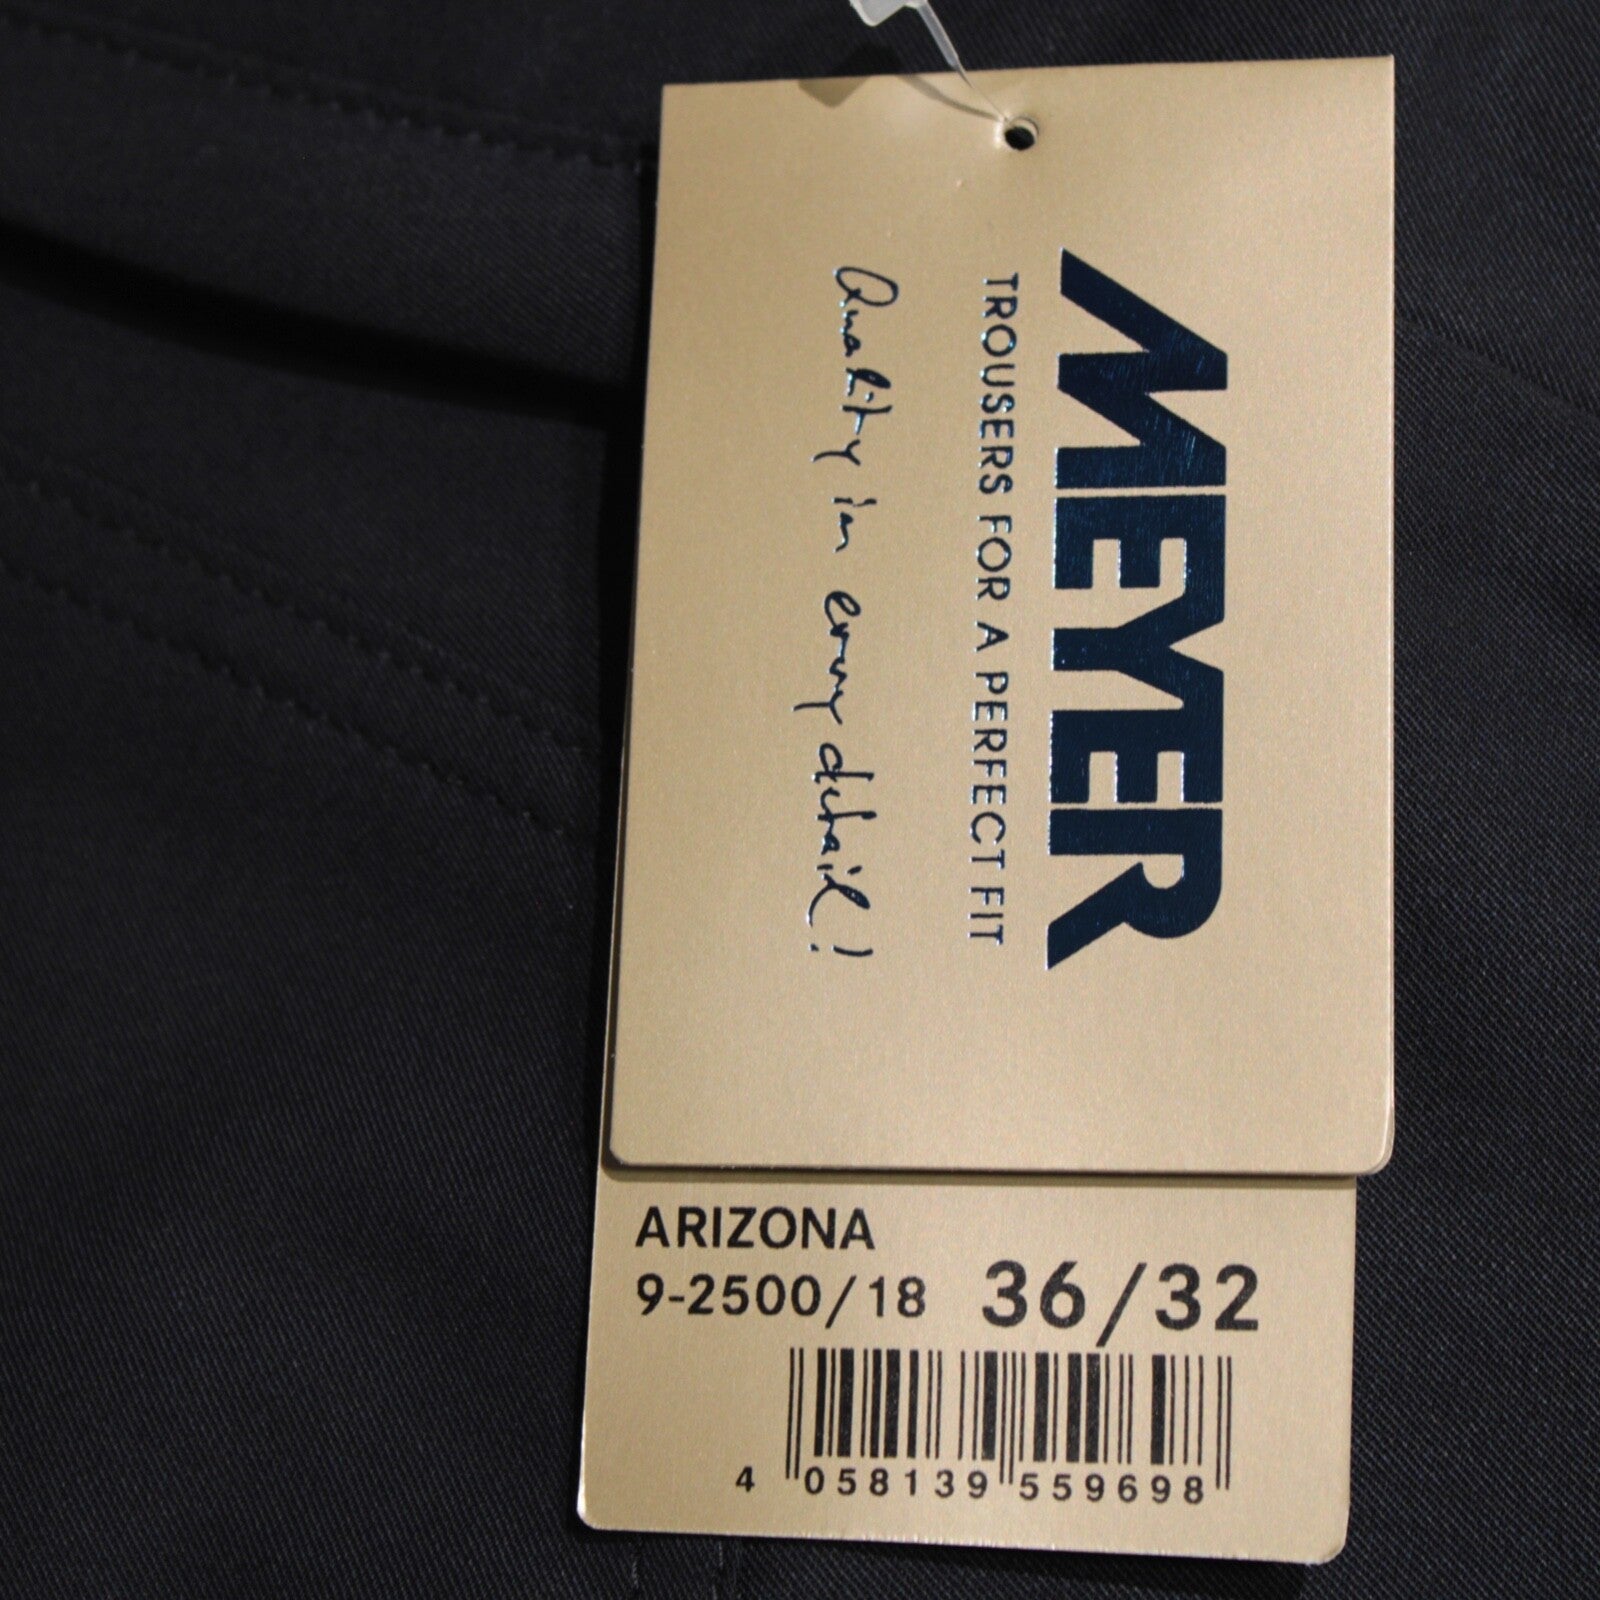 MEYER
TROUSERS FOR A PERFECT FIT
Quality in every detail!
ARIZONA
9-2500/18 36/32
4 058139 559698